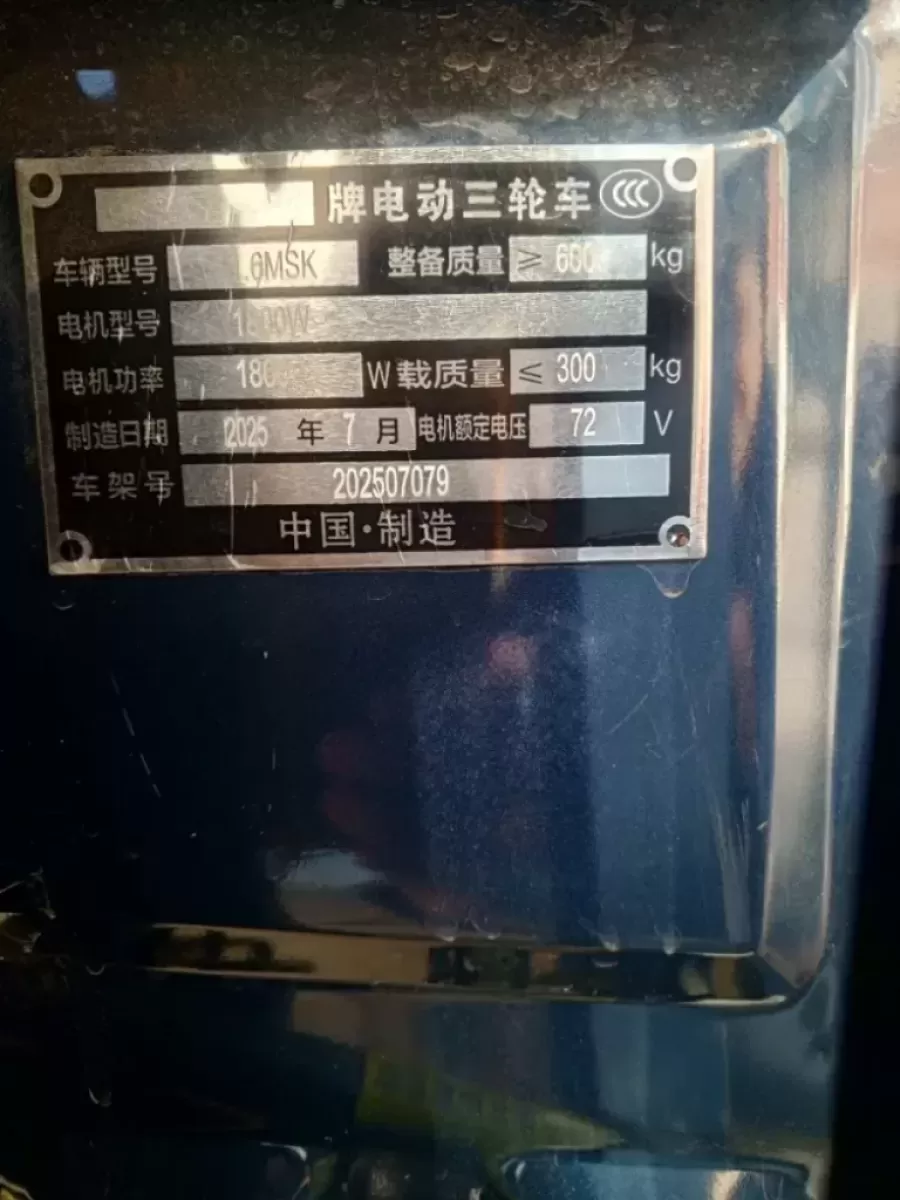 牌电动三轮车 CCC
车辆型号 .6MSK 整备质量 ≥ kg
电机型号
电机功率 W 载质量 ≤ 300 kg
制造日期 2025 年 7 月 电机额定电压 72 V
车架号 202507079
中国·制造